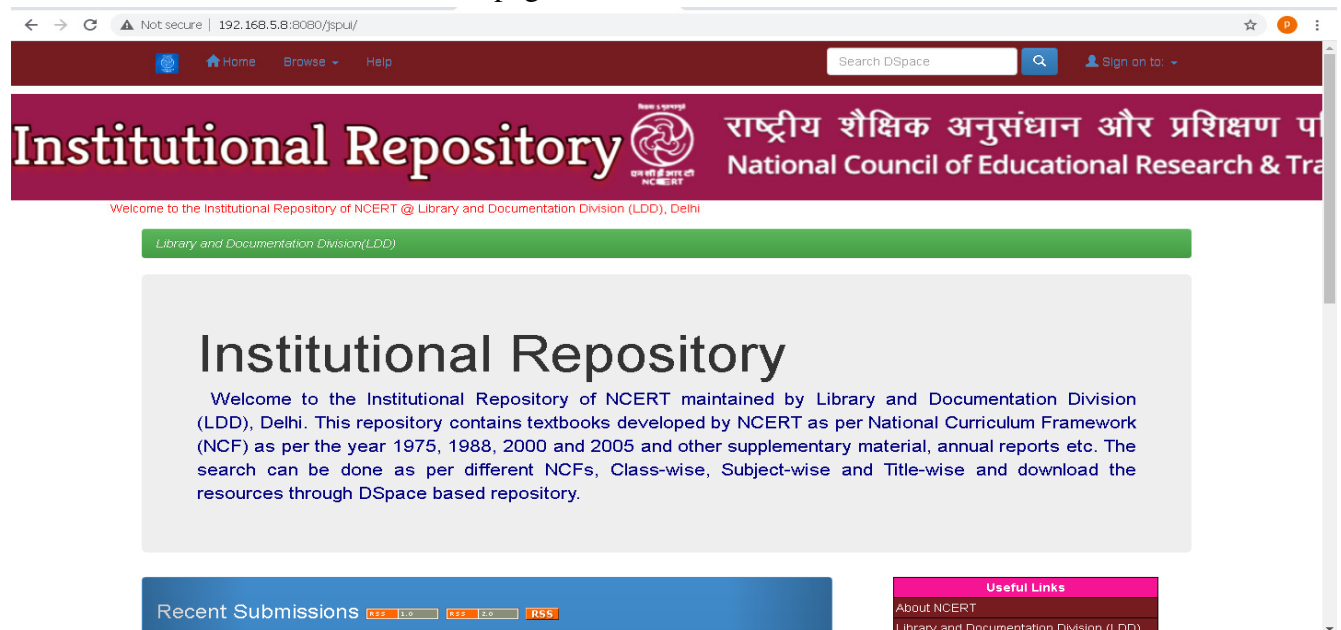 pag
Not secure | 192.168.5.8:8080/jspui/
P
Home Browse Help Search DSpace Sign on to:
Institutional Repository
राष्ट्रीय शैक्षिक अनुसंधान और प्रशिक्षण
NCERT
National Council of Educational Research & Tra
Welcome to the Institutional Repository of NCERT @ Library and Documentation Division (LDD), Delhi
Library and Documentation Division(LDD)
Institutional Repository
Welcome to the Institutional Repository of NCERT maintained by Library and Documentation Division
(LDD), Delhi. This repository contains textbooks developed by NCERT as per National Curriculum Framework
(NCF) as per the year 1975, 1988, 2000 and 2005 and other supplementary material, annual reports etc. The
search can be done as per different NCFs, Class-wise, Subject-wise and Title-wise and download the
resources through DSpace based repository.
Recent Submissions RSS 1.0 RSS 2.0 RSS
Useful Links
About NCERT
Library and Documentation Division (LDD)